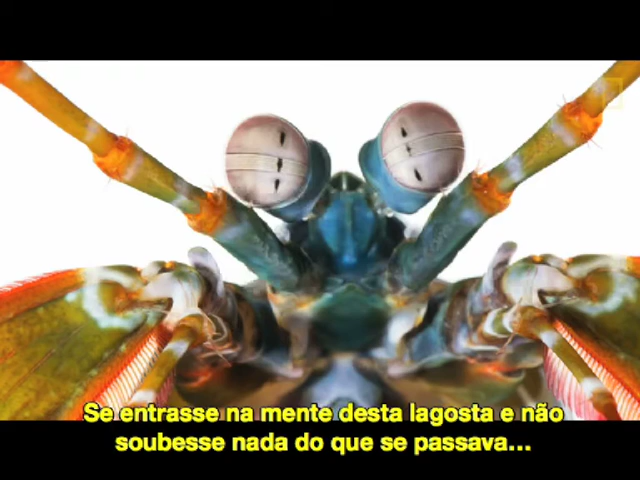 Se entrasse na mente desta lagosta e não
soubesse nada do que se passava...